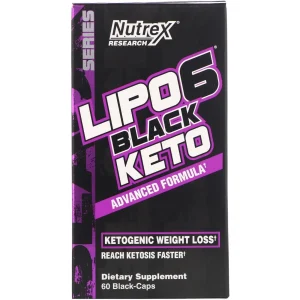 Nutrex
RESEARCH
SERIES
LIPO6
BLACK
KETO
ADVANCED FORMULA†
KETOGENIC WEIGHT LOSS‡
REACH KETOSIS FASTER‡
Dietary Supplement
60 Black-Caps